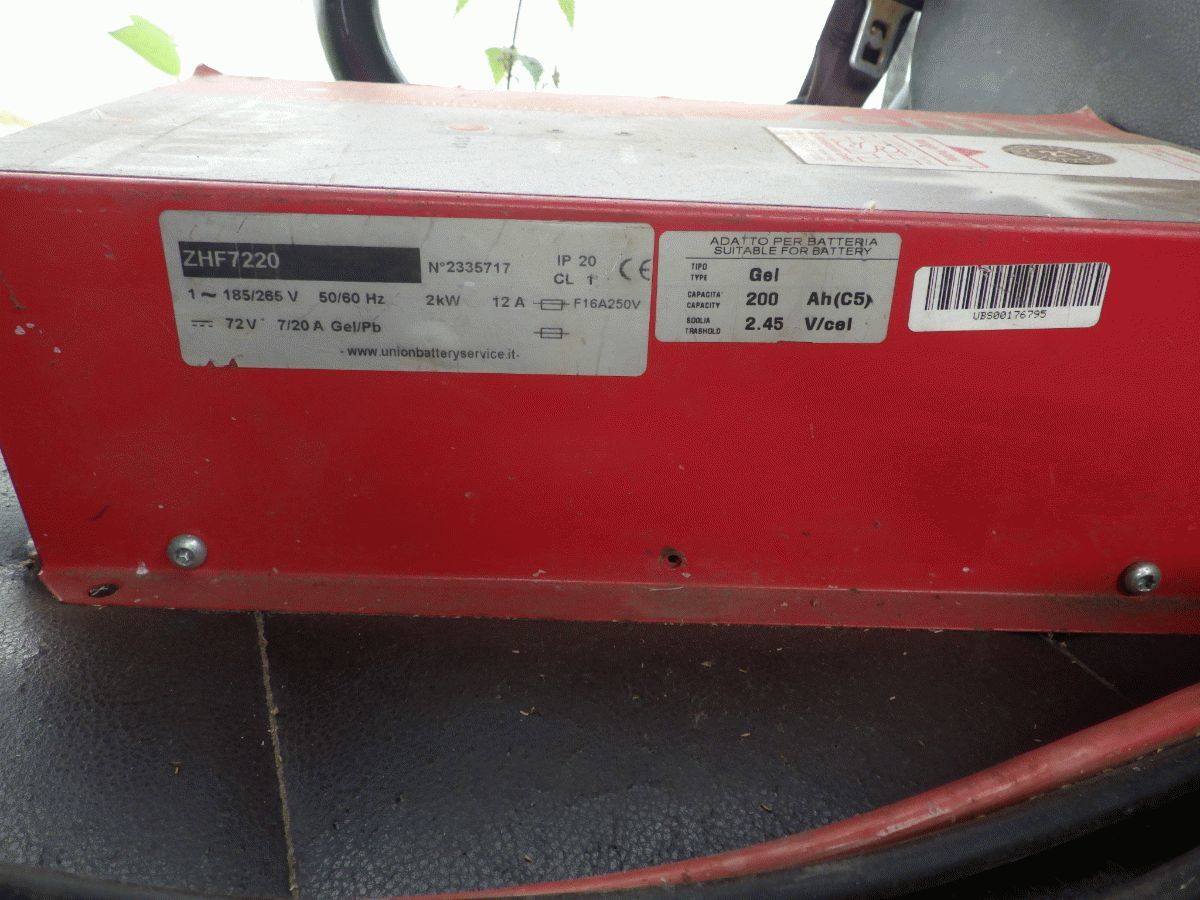 ZHF7220
N°2335717
IP 20
CL 1
CE
1 ~ 185/265 V 50/60 Hz 2kW 12 A F16A250V
72V 7/20 A Gel/Pb
- www.unionbatteryservice.it-
ADATTO PER BATTERIA
SUITABLE FOR BATTERY
TIPO
TYPE
Gel
CAPACITA'
CAPACITY
200 Ah(C5)
SOGLIA
TRASHOLD
2.45 V/cel
UBS00176795